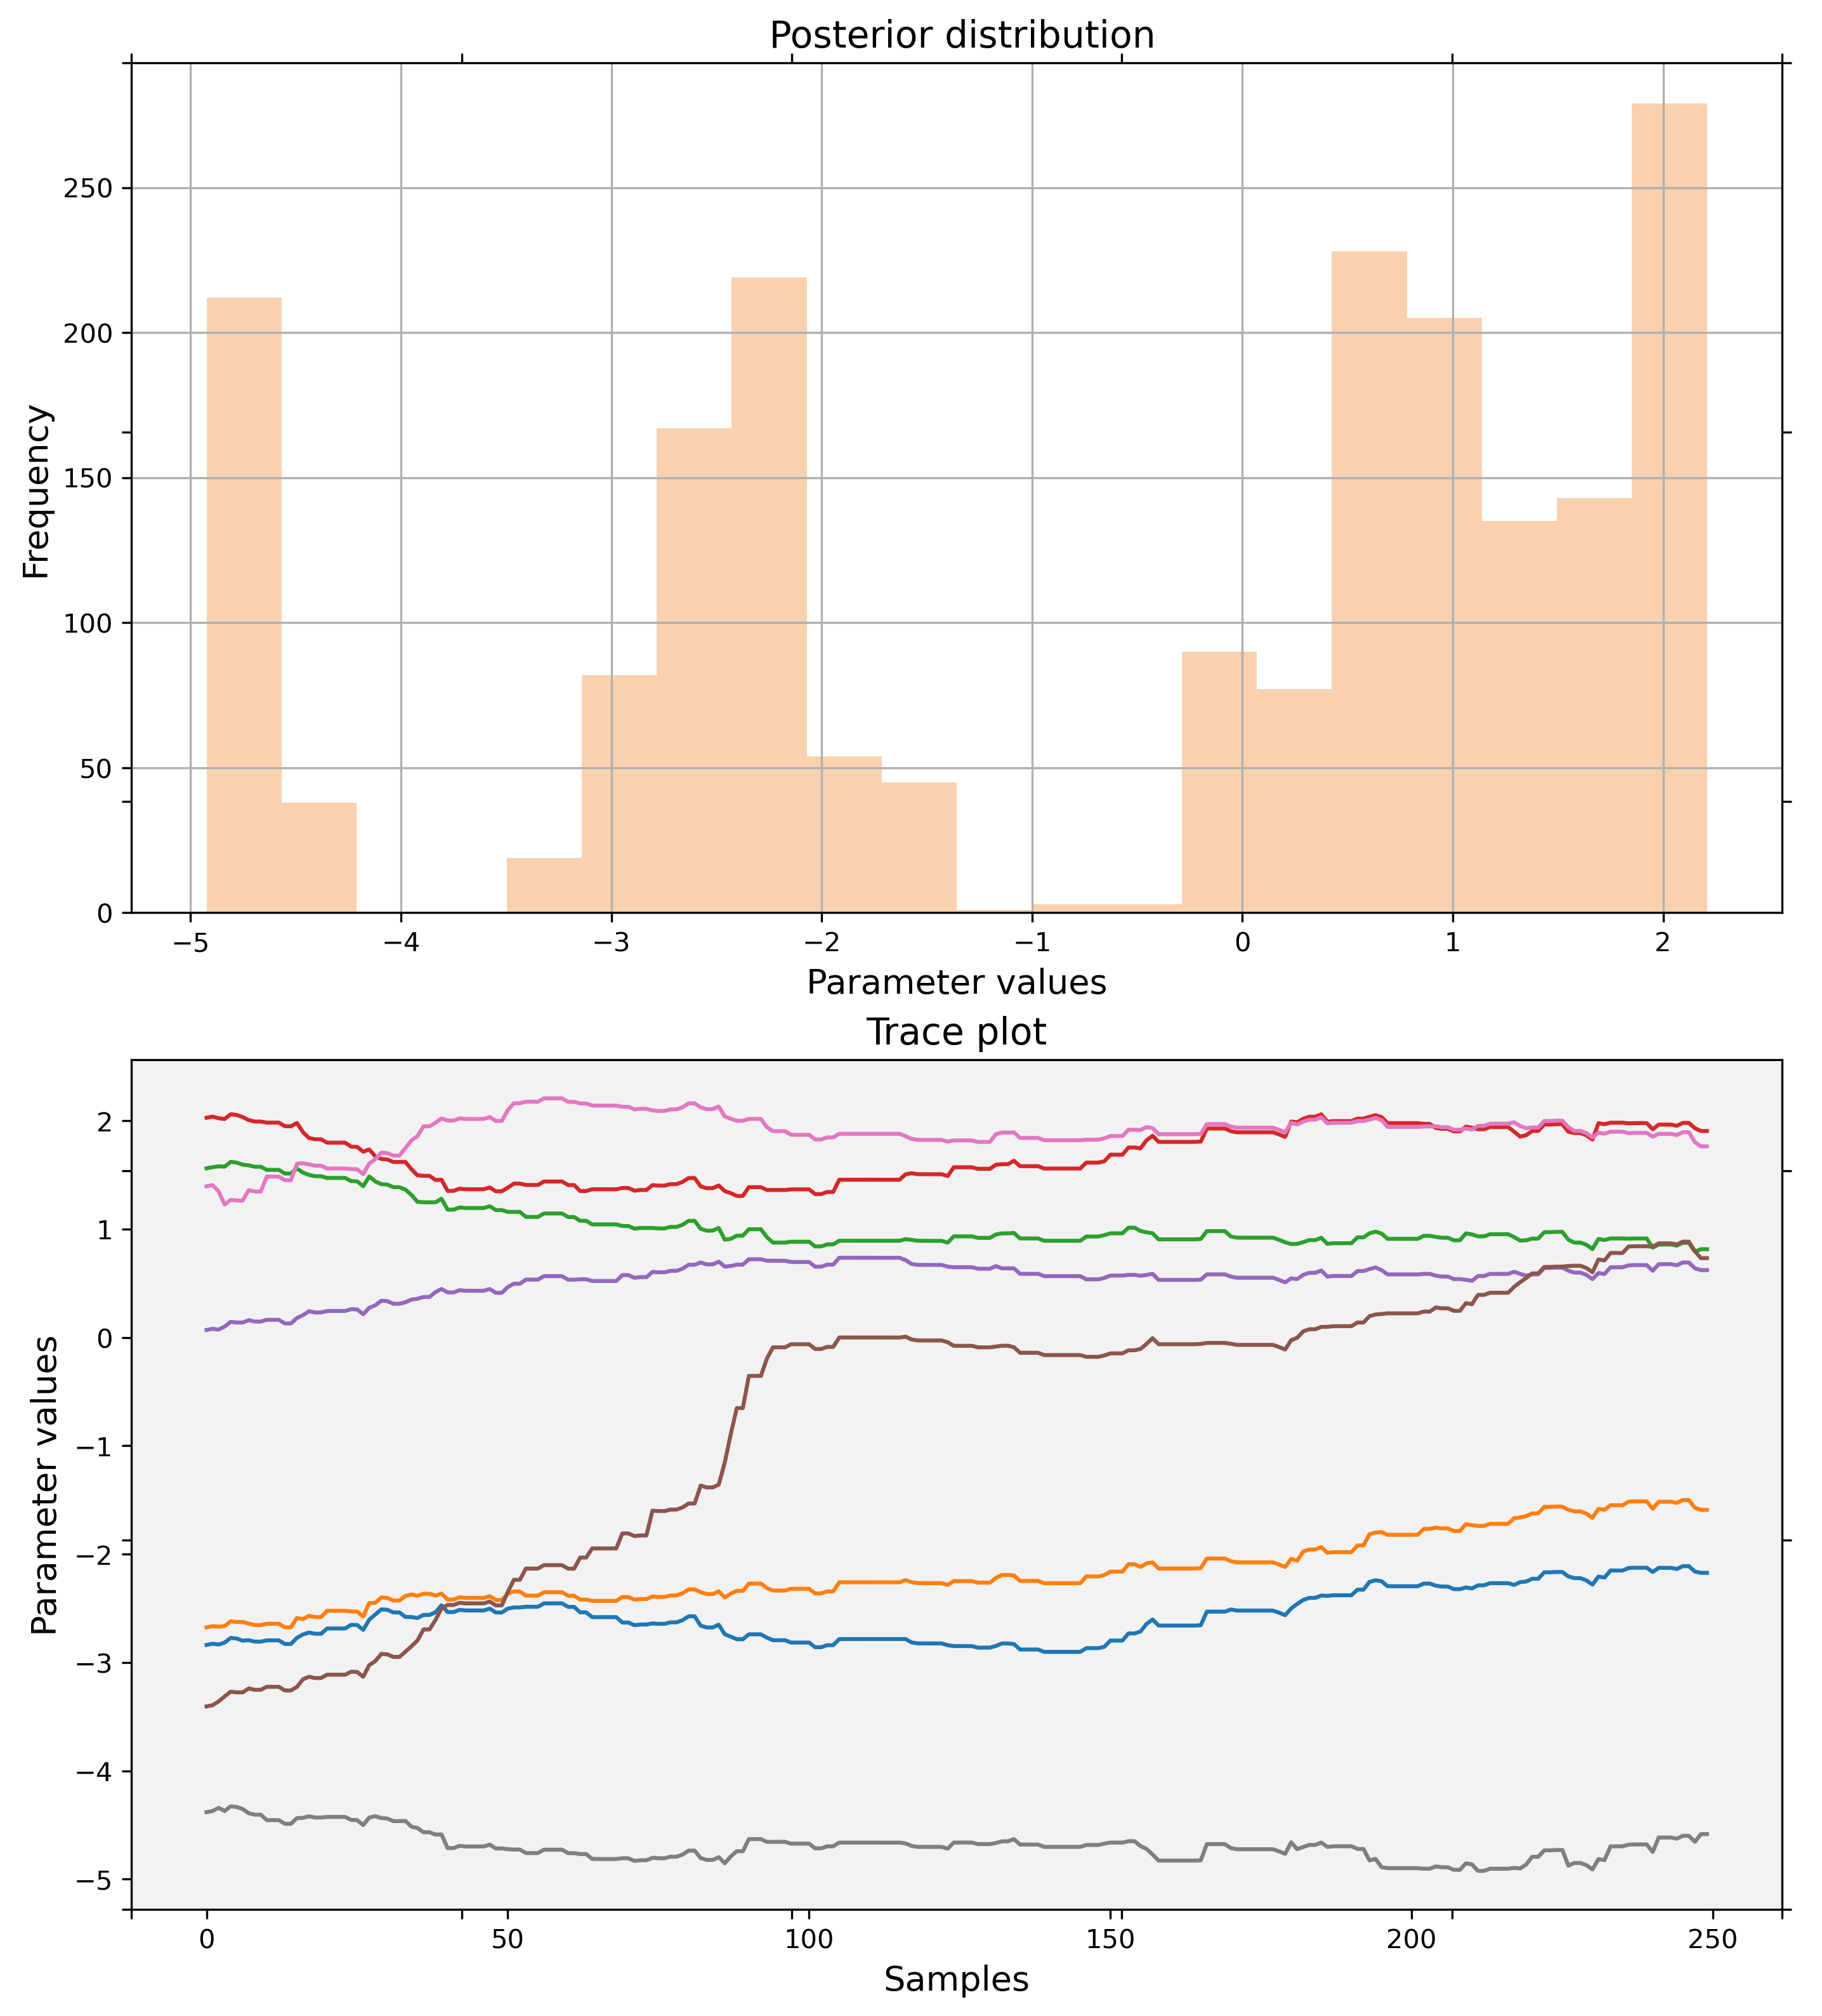 Posterior distribution
250
200
150
100
50
0
Frequency
−5 −4 −3 −2 −1 0 1 2
Parameter values
Trace plot
2
1
0
−1
−2
−3
−4
−5
Parameter values
0 50 100 150 200 250
Samples